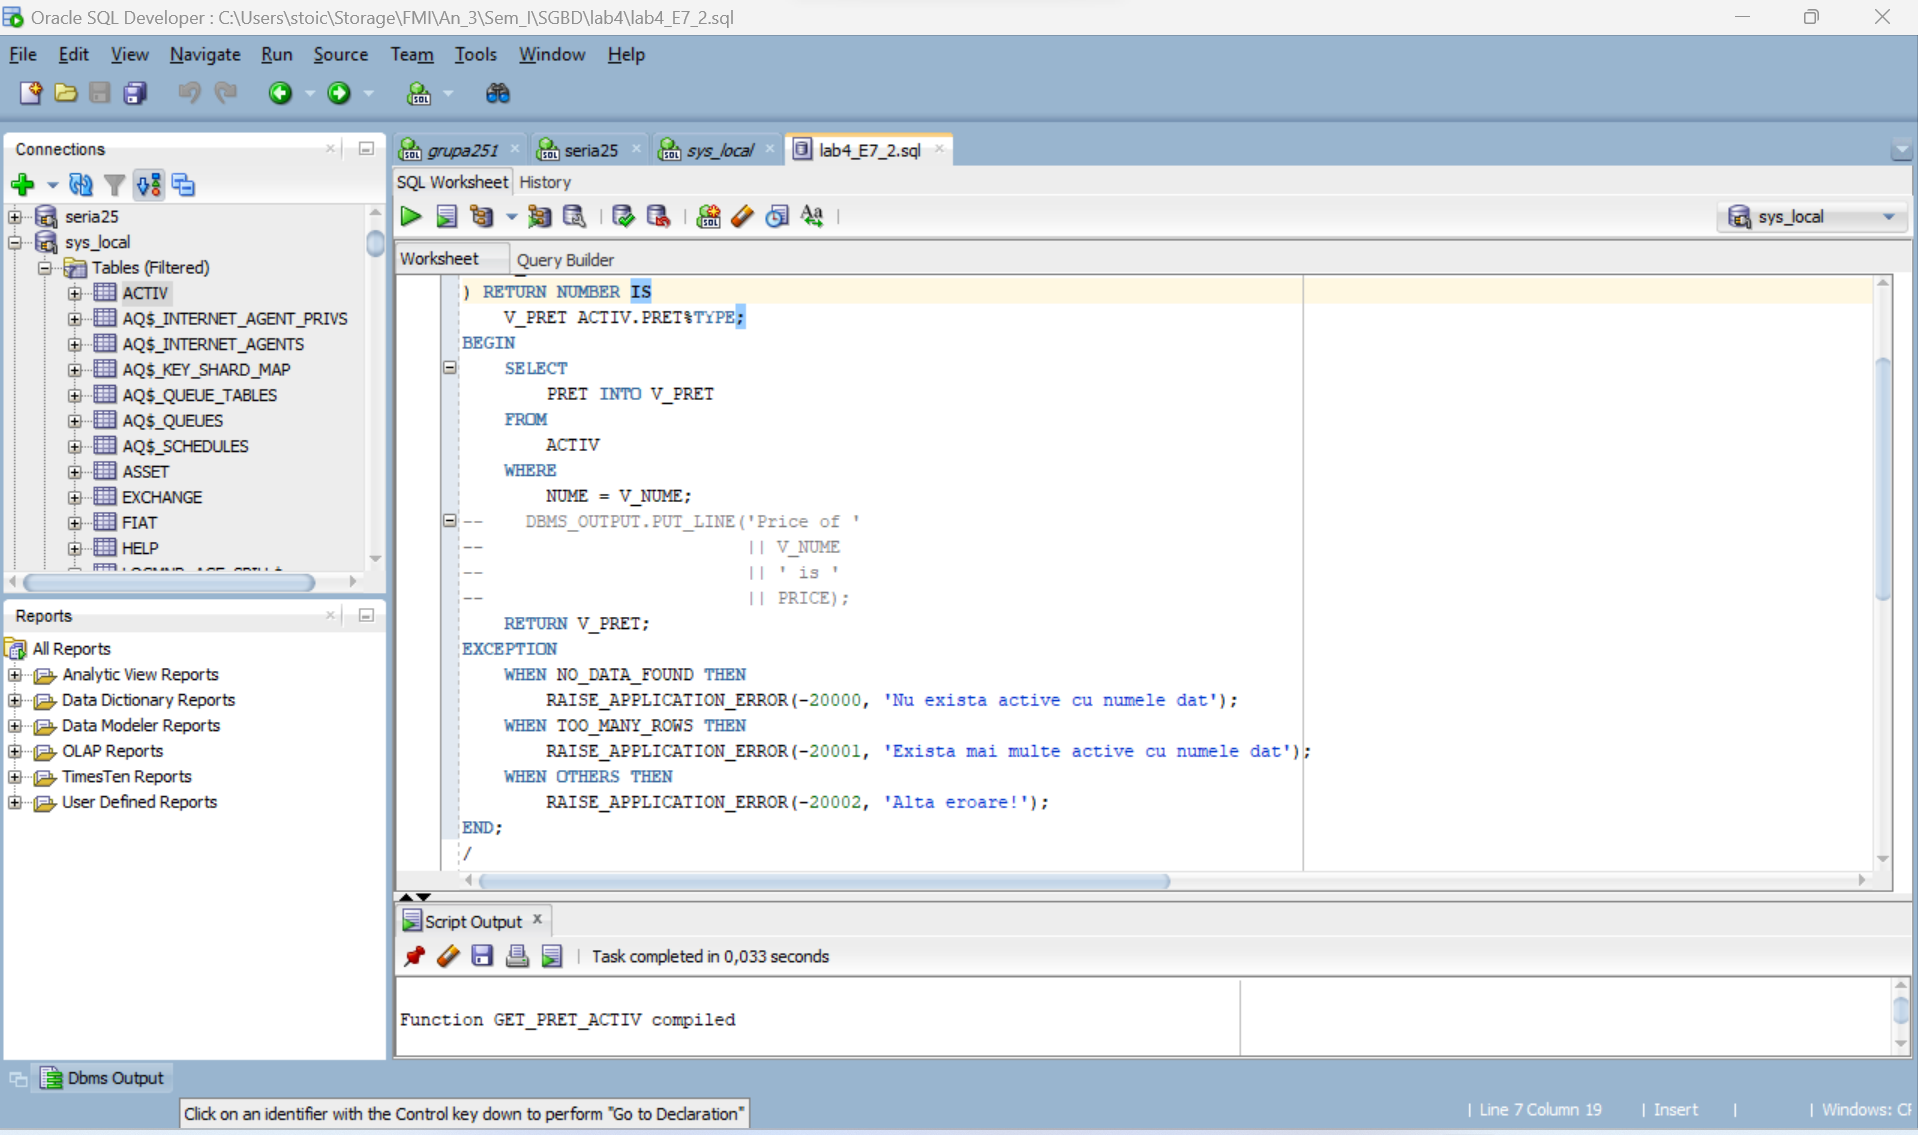 Oracle SQL Developer : C:\Users\stoic\Storage\FMI\An_3\Sem_I\SGBD\lab4\lab4_E7_2.sql
File Edit View Navigate Run Source Team Tools Window Help
Connections
seria25
sys_local
Tables (Filtered)
ACTIV
AQ$_INTERNET_AGENT_PRIVS
AQ$_INTERNET_AGENTS
AQ$_KEY_SHARD_MAP
AQ$_QUEUE_TABLES
AQ$_QUEUES
AQ$_SCHEDULES
ASSET
EXCHANGE
FIAT
HELP
Reports
All Reports
Analytic View Reports
Data Dictionary Reports
Data Modeler Reports
OLAP Reports
TimesTen Reports
User Defined Reports
grupa251 seria25 sys_local lab4_E7_2.sql
SQL Worksheet History
sys_local
Worksheet Query Builder
) RETURN NUMBER IS
V_PRET ACTIV.PRET%TYPE;
BEGIN
SELECT
PRET INTO V_PRET
FROM
ACTIV
WHERE
NUME = V_NUME;
-- DBMS_OUTPUT.PUT_LINE('Price of '
-- || V_NUME
-- || ' is '
-- || PRICE);
RETURN V_PRET;
EXCEPTION
WHEN NO_DATA_FOUND THEN
RAISE_APPLICATION_ERROR(-20000, 'Nu exista active cu numele dat');
WHEN TOO_MANY_ROWS THEN
RAISE_APPLICATION_ERROR(-20001, 'Exista mai multe active cu numele dat');
WHEN OTHERS THEN
RAISE_APPLICATION_ERROR(-20002, 'Alta eroare!');
END;
/
Script Output
Task completed in 0,033 seconds
Function GET_PRET_ACTIV compiled
Dbms Output
Click on an identifier with the Control key down to perform "Go to Declaration"
Line 7 Column 19 Insert Windows: